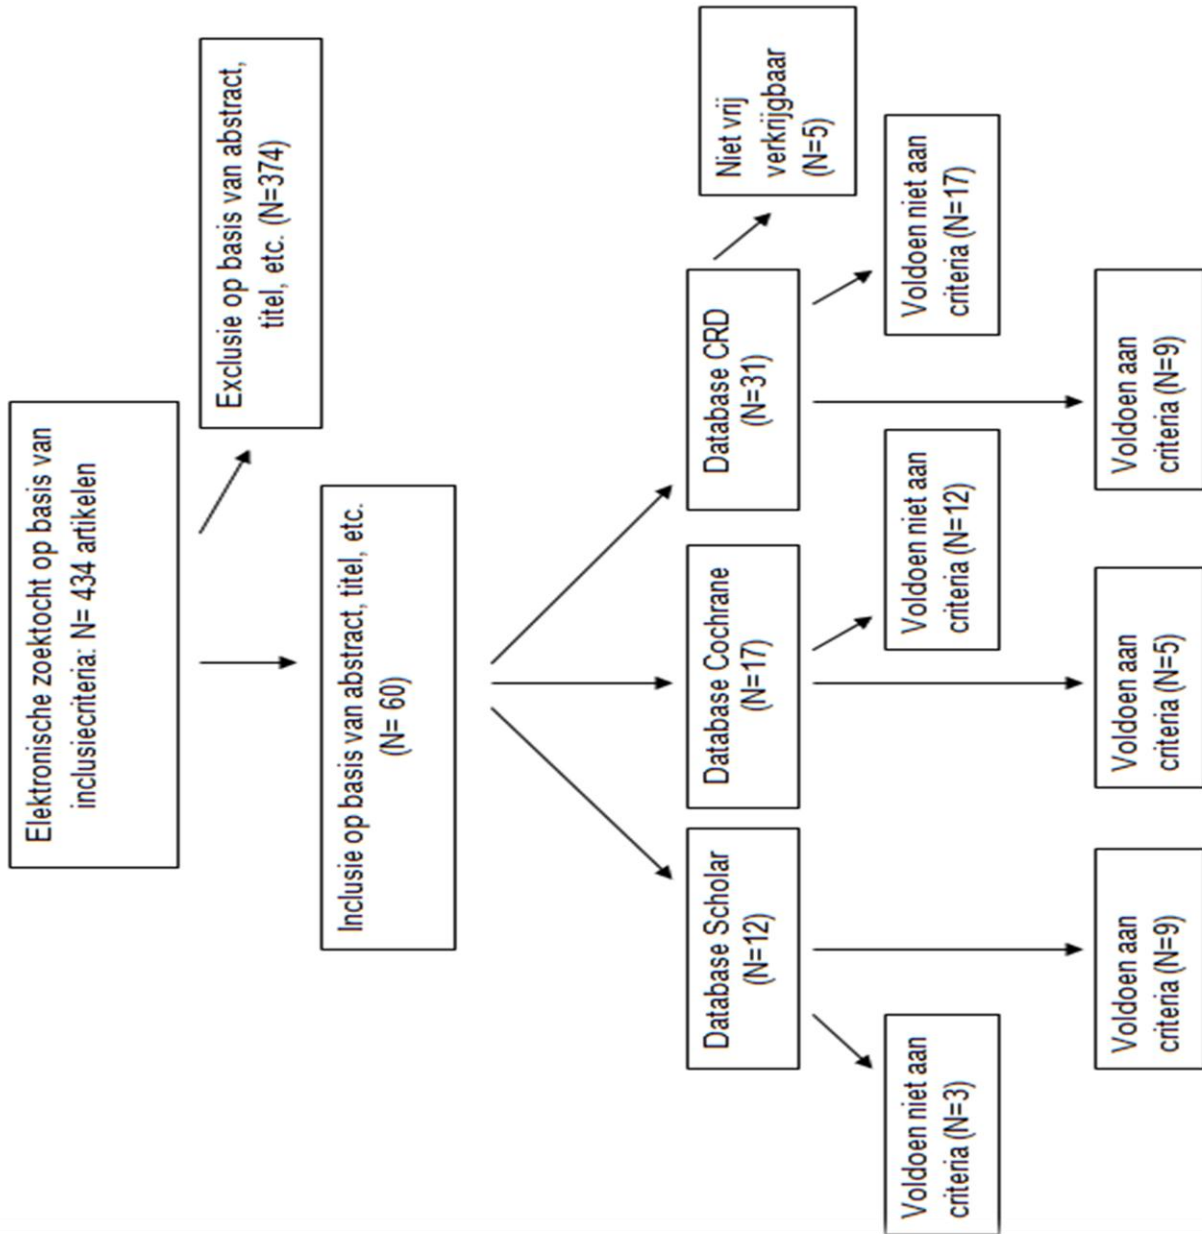 Elektronische zoektocht op basis van
inclusiecriteria: N= 434 artikelen
Exclusie op basis van abstract,
titel, etc. (N=374)
Inclusie op basis van abstract, titel, etc.
(N= 60)
Database Scholar
(N=12)
Database Cochrane
(N=17)
Database CRD
(N=31)
Niet vrij
verkrijgbaar
(N=5)
Voldoen niet aan
criteria (N=3)
Voldoen niet aan
criteria (N=12)
Voldoen niet aan
criteria (N=17)
Voldoen aan
criteria (N=9)
Voldoen aan
criteria (N=5)
Voldoen aan
criteria (N=9)